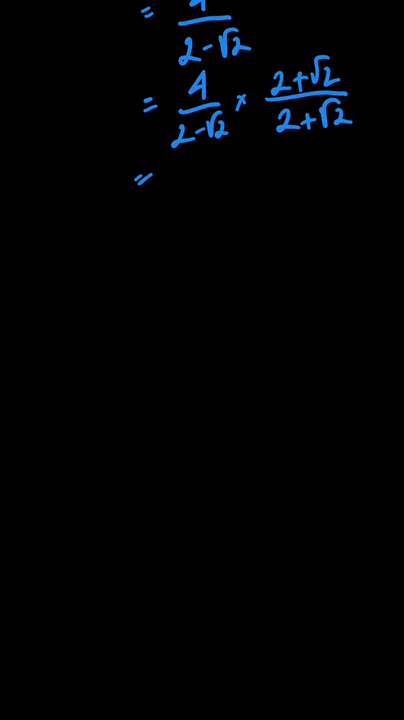 = 4/(2-√2)
= 4/(2-√2) × (2+√2)/(2+√2)
=